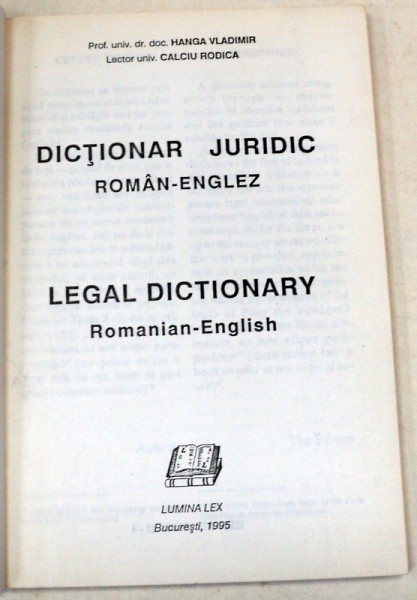 Prof. univ. dr. doc. HANGA VLADIMIR
Lector univ. CALCIU RODICA
DICŢIONAR JURIDIC
ROMÂN-ENGLEZ
LEGAL DICTIONARY
Romanian-English
LUMINA LEX
Bucureşti, 1995